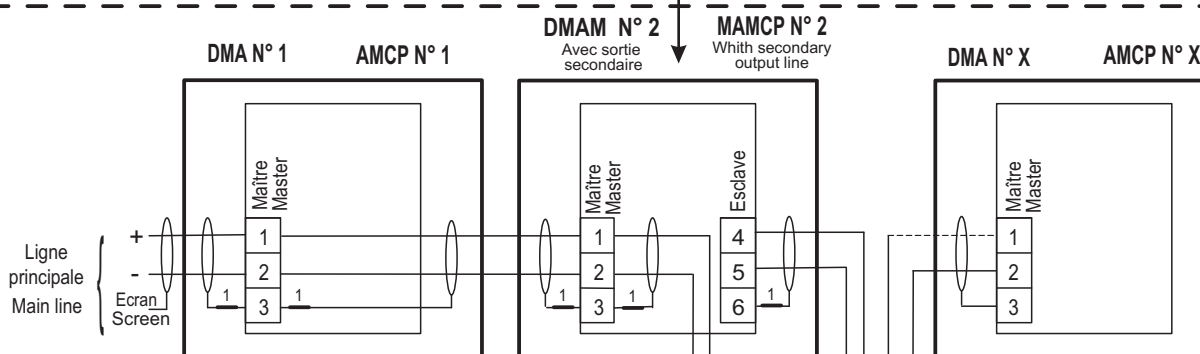 DMA N° 1
AMCP N° 1
DMAM N° 2
Avec sortie
secondaire
MAMCP N° 2
Whith secondary
output line
DMA N° X
AMCP N° X
Maître
Master
Maître
Master
Esclave
Maître
Master
Ligne
principale
Main line
+
-
Ecran
Screen
1
2
3
1
1
1
2
3
1
1
4
5
6
1
1
2
3